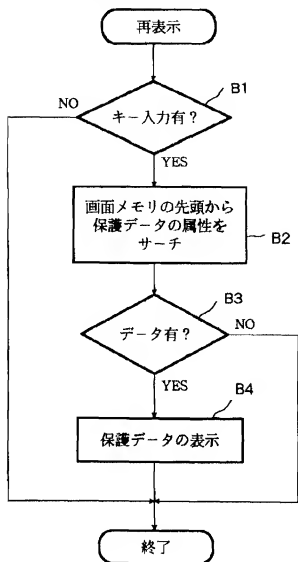 再表示
B1
NO
キー入力有？
YES
画面メモリの先頭から
保護データの属性を
サーチ
B2
B3
データ有？
NO
YES
B4
保護データの表示
終了